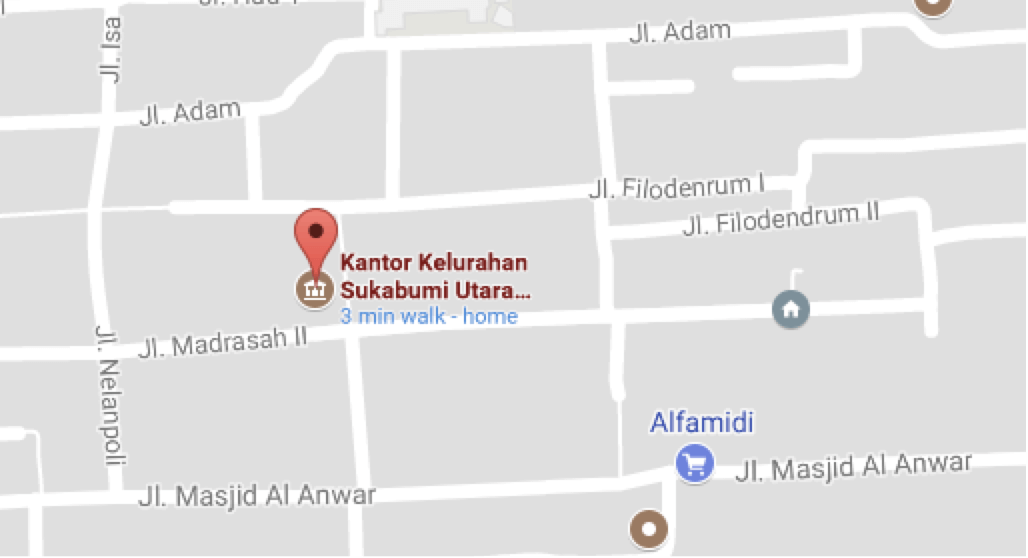 Jl. Isa
Jl. Adam
Jl. Adam
Jl. Filodenrum I
Jl. Filodendrum II
Kantor Kelurahan
Sukabumi Utara...
3 min walk - home
Jl. Madrasah II
Jl. Nelanpoli
Alfamidi
Jl. Masjid Al Anwar
Jl. Masjid Al Anwar